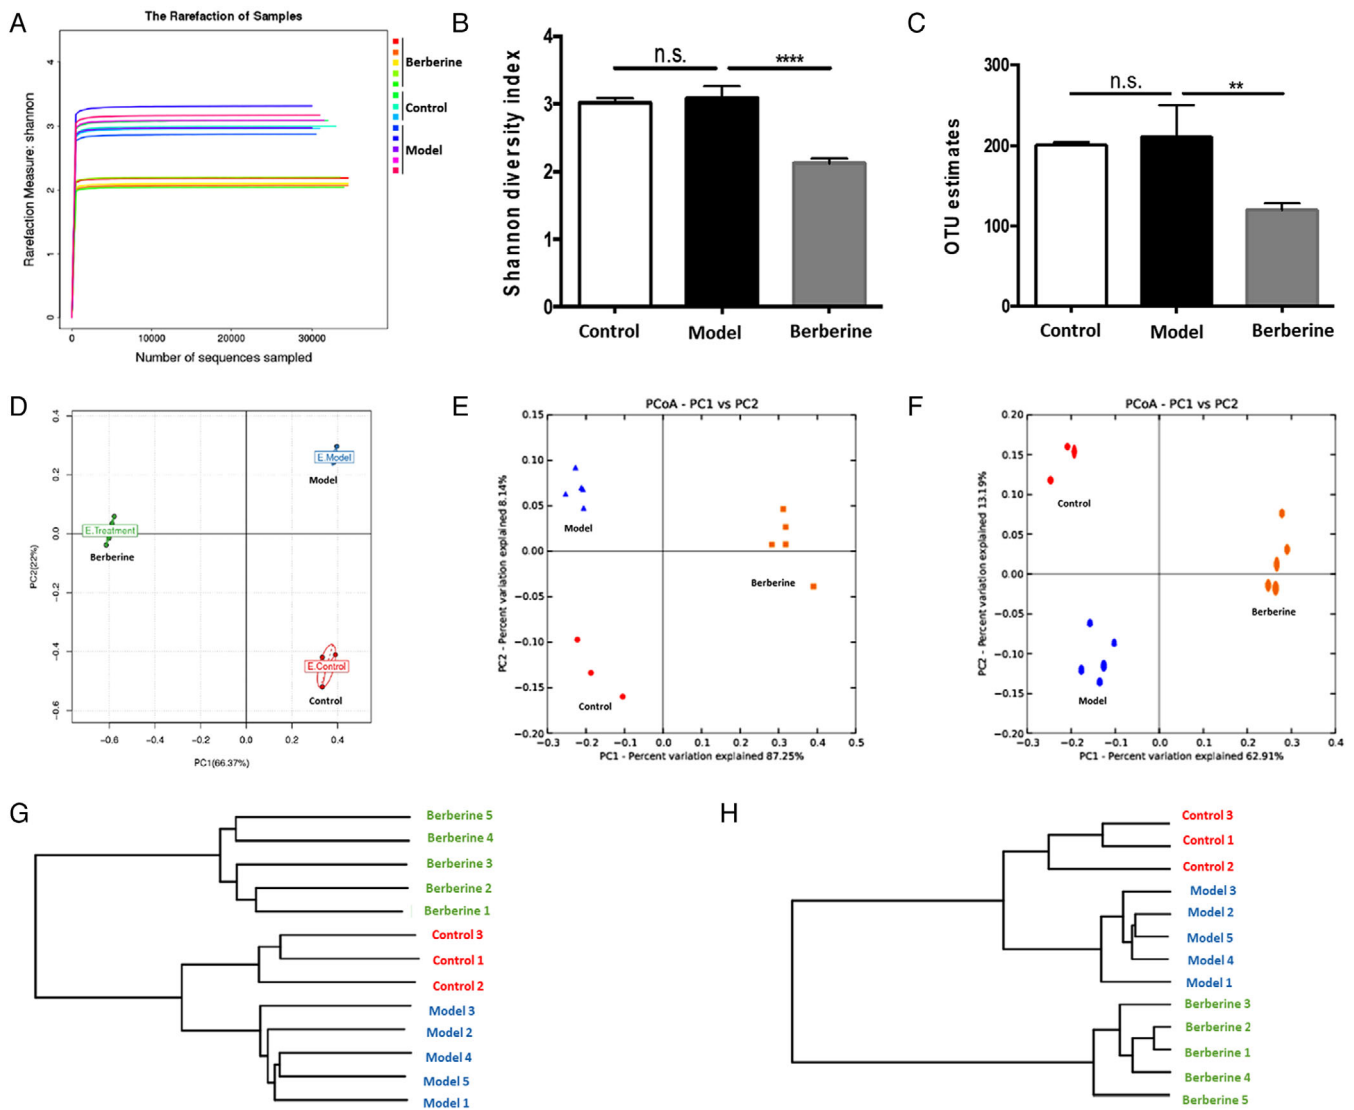 A
The Rarefaction of Samples
Rarefaction Measure: shannon
4
3
2
1
0
0 10000 20000 30000
Number of sequences sampled
Berberine
Control
Model
B
Shannon diversity index
4
3
2
1
0
n.s. ****
Control Model Berberine
C
OTU estimates
300
200
100
0
n.s. **
Control Model Berberine
D
PC2(22%)
0.4
0.2
0.0
−0.2
−0.4
−0.6
E.Model
Model
E.Treatment
Berberine
E.Control
Control
−0.6 −0.4 −0.2 0.0 0.2 0.4
PC1(66.37%)
E
PCoA - PC1 vs PC2
PC2 - Percent variation explained 8.14%
0.15
0.10
0.05
0.00
−0.05
−0.10
−0.15
−0.20
Model
Berberine
Control
−0.3 −0.2 −0.1 0.0 0.1 0.2 0.3 0.4 0.5
PC1 - Percent variation explained 87.25%
F
PCoA - PC1 vs PC2
PC2 - Percent variation explained 13.19%
0.20
0.15
0.10
0.05
0.00
−0.05
−0.10
−0.15
−0.20
Control
Berberine
Model
−0.3 −0.2 −0.1 0.0 0.1 0.2 0.3 0.4
PC1 - Percent variation explained 62.91%
G
Berberine 5
Berberine 4
Berberine 3
Berberine 2
Berberine 1
Control 3
Control 1
Control 2
Model 3
Model 2
Model 4
Model 5
Model 1
H
Control 3
Control 1
Control 2
Model 3
Model 2
Model 5
Model 4
Model 1
Berberine 3
Berberine 2
Berberine 1
Berberine 4
Berberine 5